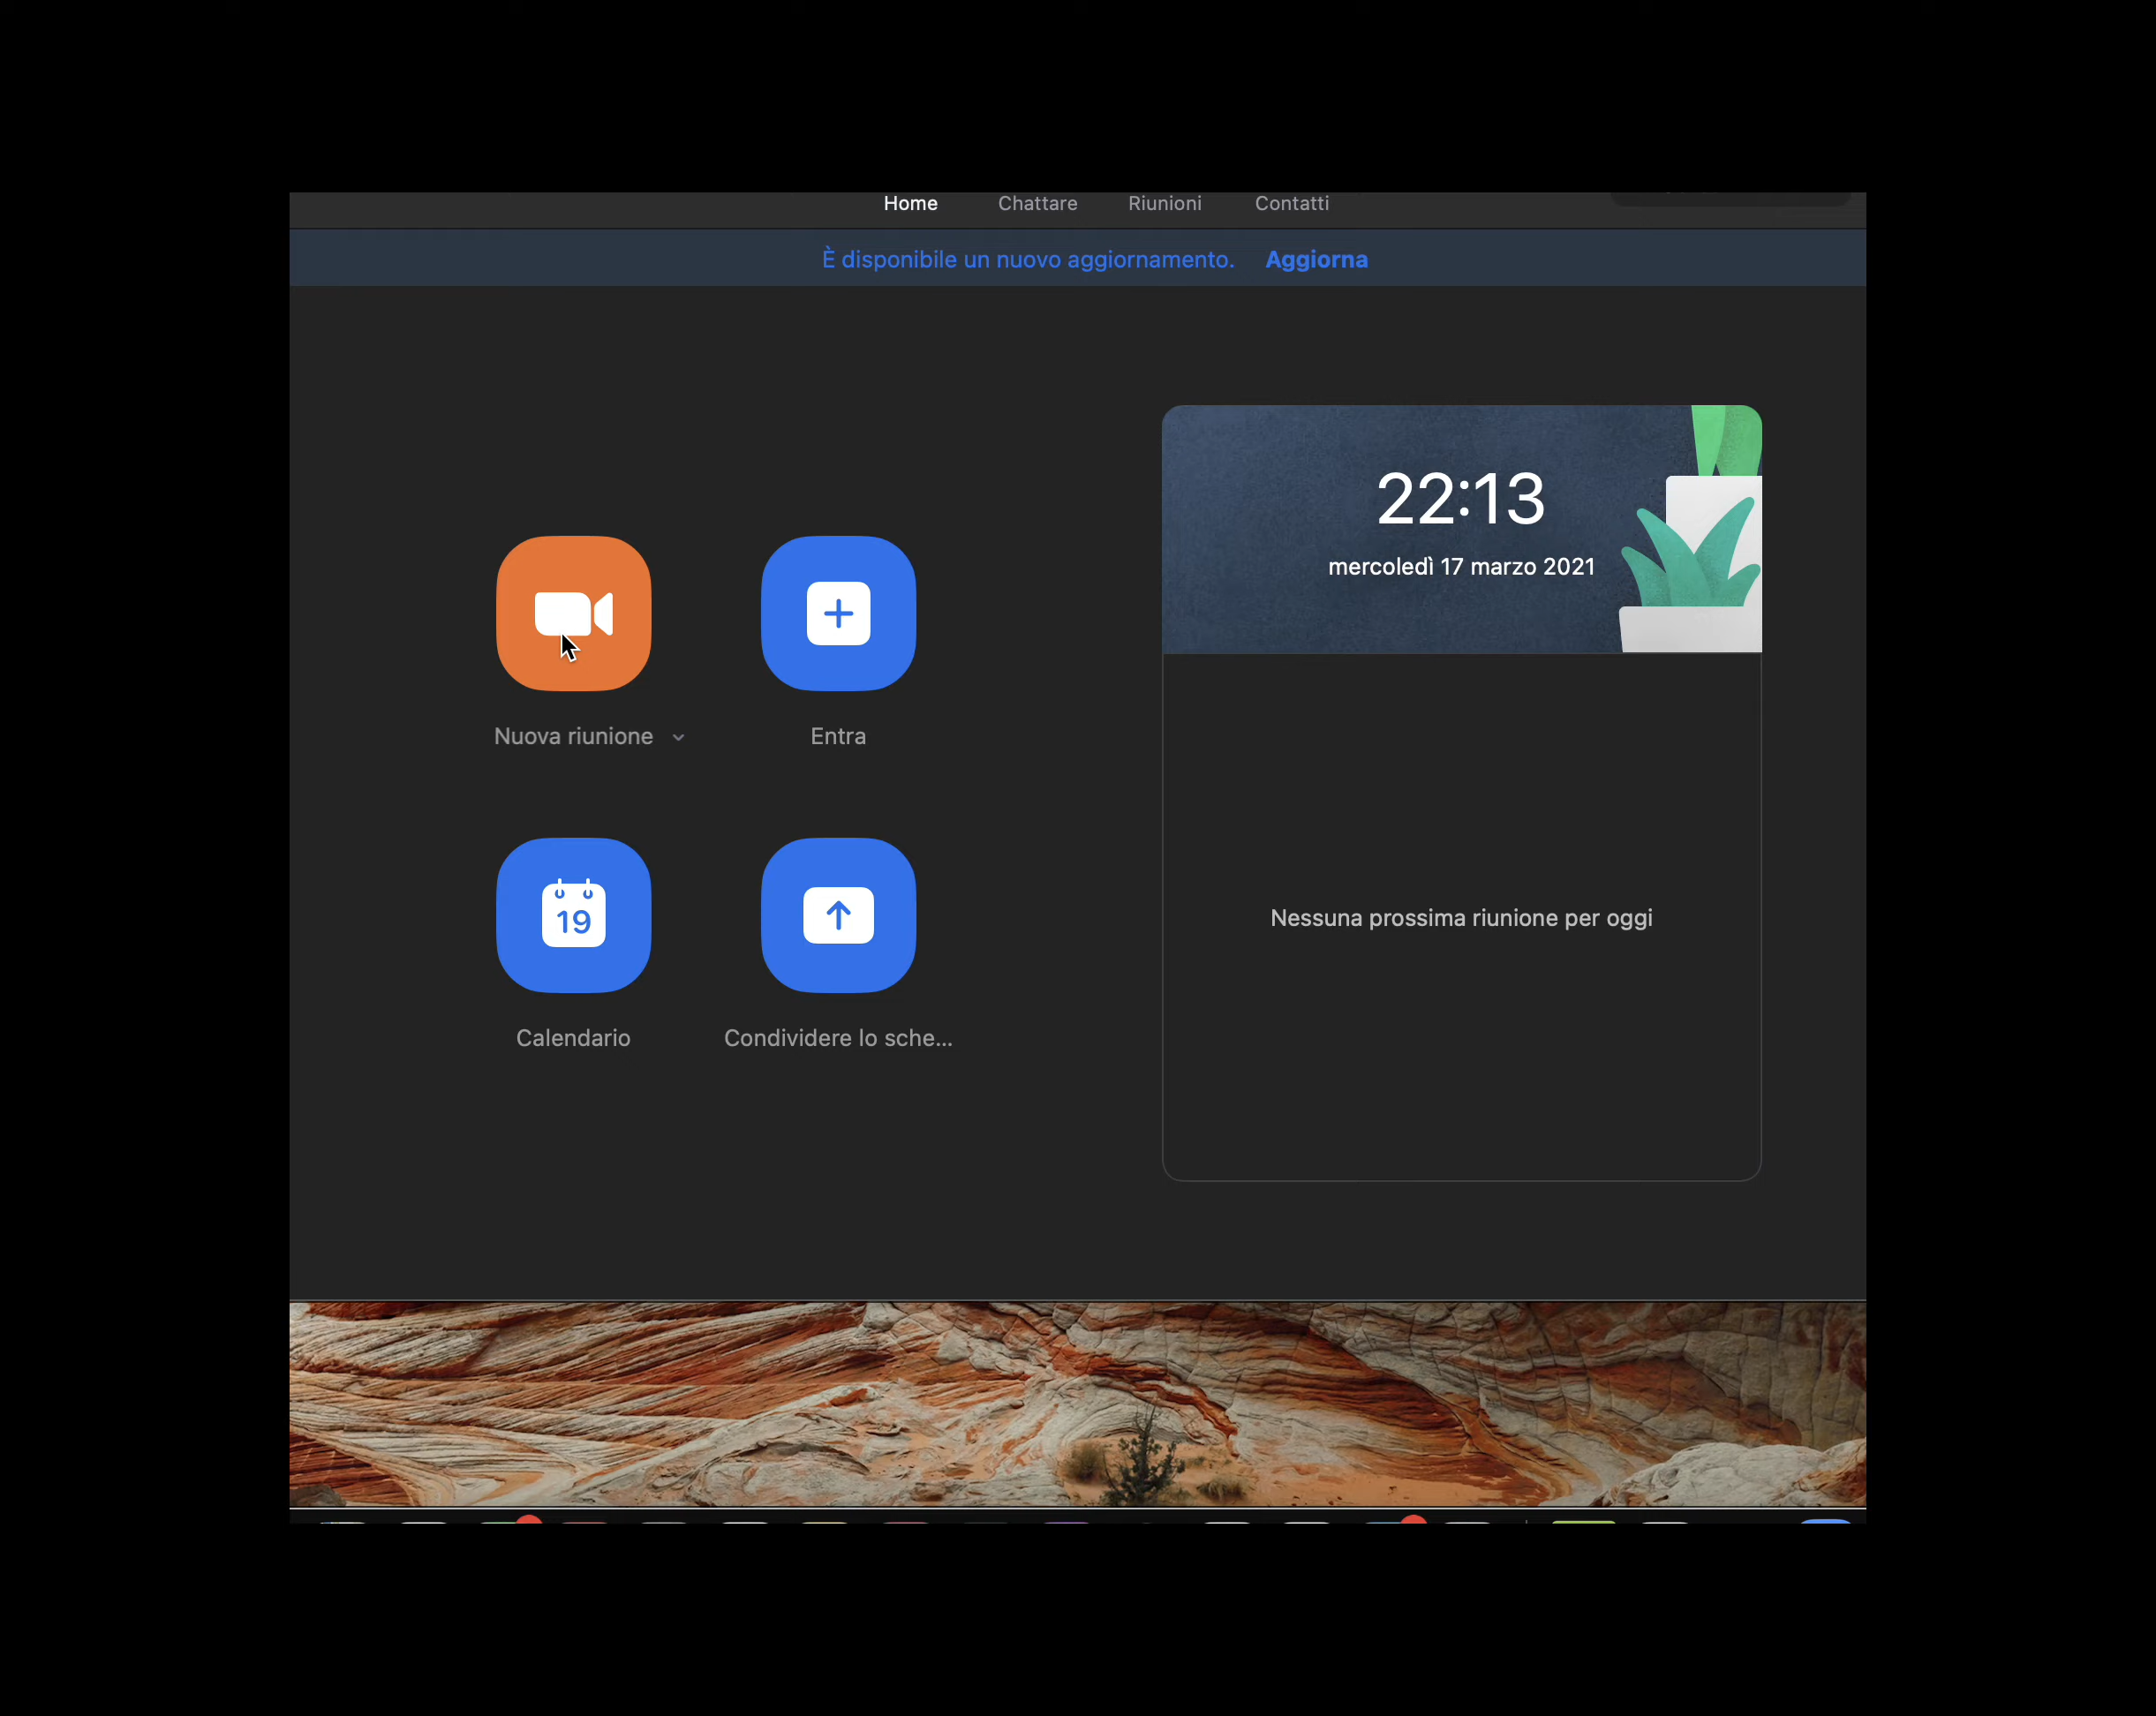 Home Chattare Riunioni Contatti
È disponibile un nuovo aggiornamento. Aggiorna
22:13
mercoledì 17 marzo 2021
Nuova riunione
Entra
19
Calendario
Condividere lo sche...
Nessuna prossima riunione per oggi